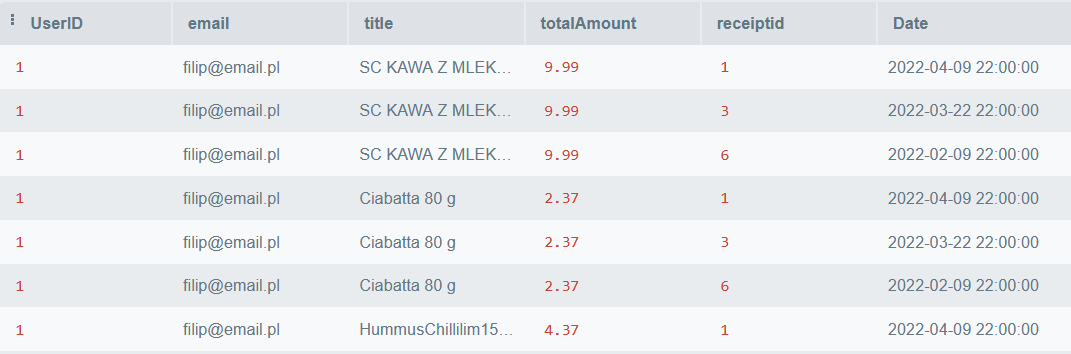 UserID email title totalAmount receiptid Date
1 filip@email.pl SC KAWA Z MLEK... 9.99 1 2022-04-09 22:00:00
1 filip@email.pl SC KAWA Z MLEK... 9.99 3 2022-03-22 22:00:00
1 filip@email.pl SC KAWA Z MLEK... 9.99 6 2022-02-09 22:00:00
1 filip@email.pl Ciabatta 80 g 2.37 1 2022-04-09 22:00:00
1 filip@email.pl Ciabatta 80 g 2.37 3 2022-03-22 22:00:00
1 filip@email.pl Ciabatta 80 g 2.37 6 2022-02-09 22:00:00
1 filip@email.pl HummusChillilim15... 4.37 1 2022-04-09 22:00:00